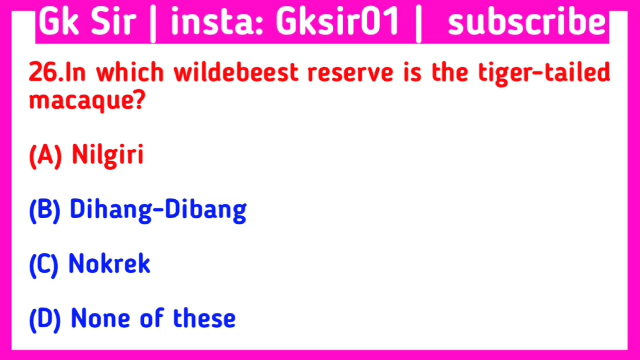 Gk Sir | insta: Gksir01 | subscribe
26.In which wildebeest reserve is the tiger-tailed
macaque?
(A) Nilgiri
(B) Dihang-Dibang
(C) Nokrek
(D) None of these